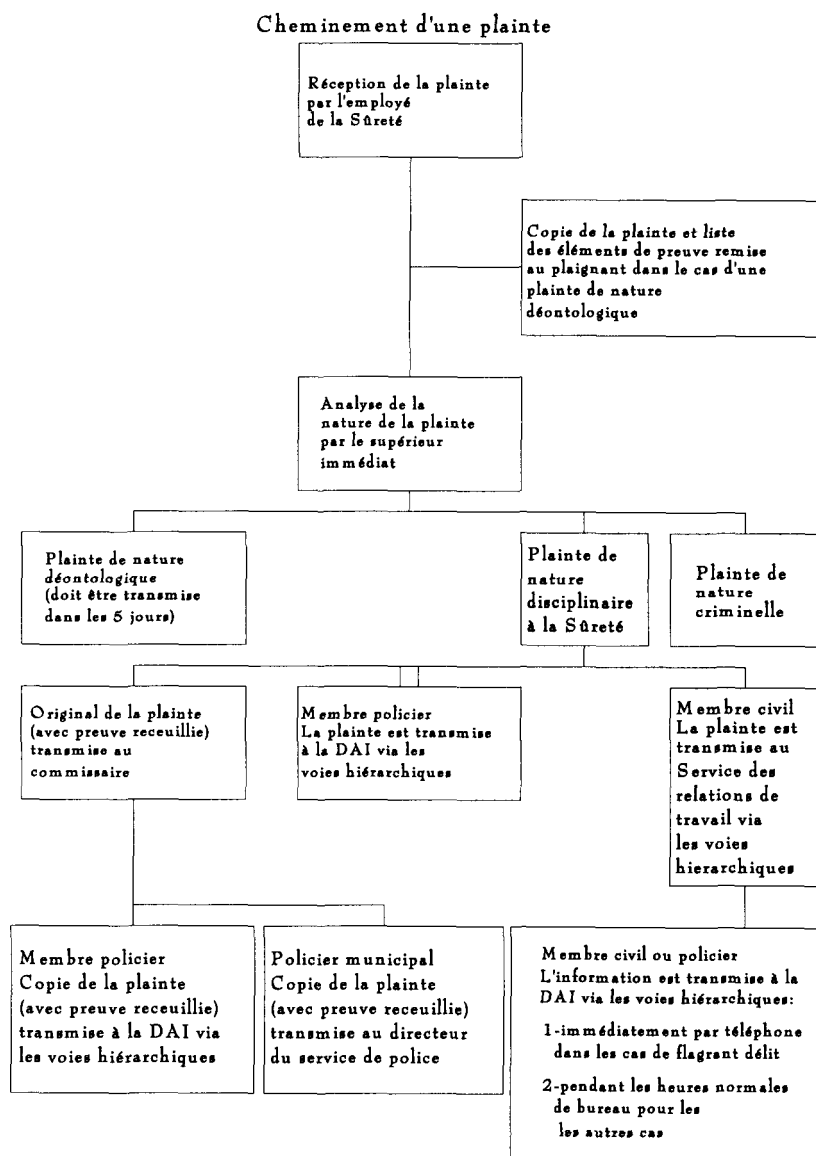 Cheminement d'une plainte
Réception de la plainte
par l'employé
de la Sûreté
Copie de la plainte et liste
des éléments de preuve remise
au plaignant dans le cas d'une
plainte de nature
déontologique
Analyse de la
nature de la plainte
par le supérieur
immédiat
Plainte de nature
déontologique
(doit être transmise
dans les 5 jours)
Plainte de
nature
disciplinaire
à la Sûreté
Plainte de
nature
criminelle
Original de la plainte
(avec preuve receuillie)
transmise au
commissaire
Membre policier
La plainte est transmise
à la DAI via les
voies hiérarchiques
Membre civil
La plainte est
transmise au
Service des
relations de
travail via
les voies
hierarchiques
Membre policier
Copie de la plainte
(avec preuve receuillie)
transmise à la DAI via
les voies hiérarchiques
Policier municipal
Copie de la plainte
(avec preuve receuillie)
transmise au directeur
du service de police
Membre civil ou policier
L'information est transmise à la
DAI via les voies hiérarchiques:
1-immédiatement par téléphone
dans les cas de flagrant délit
2-pendant les heures normales
de bureau pour les
les autres cas